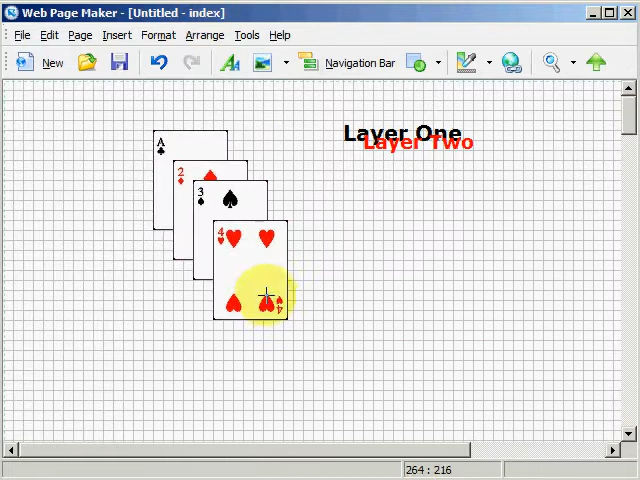 Web Page Maker - [Untitled - index]
File Edit Page Insert Format Arrange Tools Help
New Navigation Bar
Layer One
Layer Two
A
2
3
4
4
264 : 216